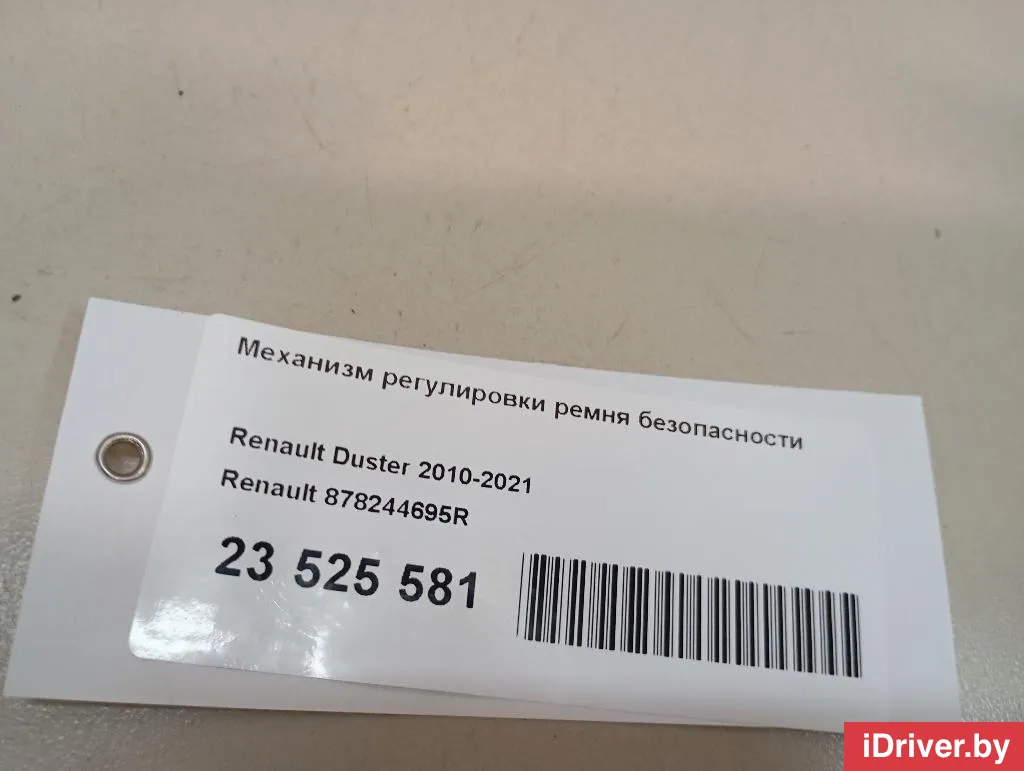 Механизм регулировки ремня безопасности
Renault Duster 2010-2021
Renault 878244695R
23 525 581
iDriver.by